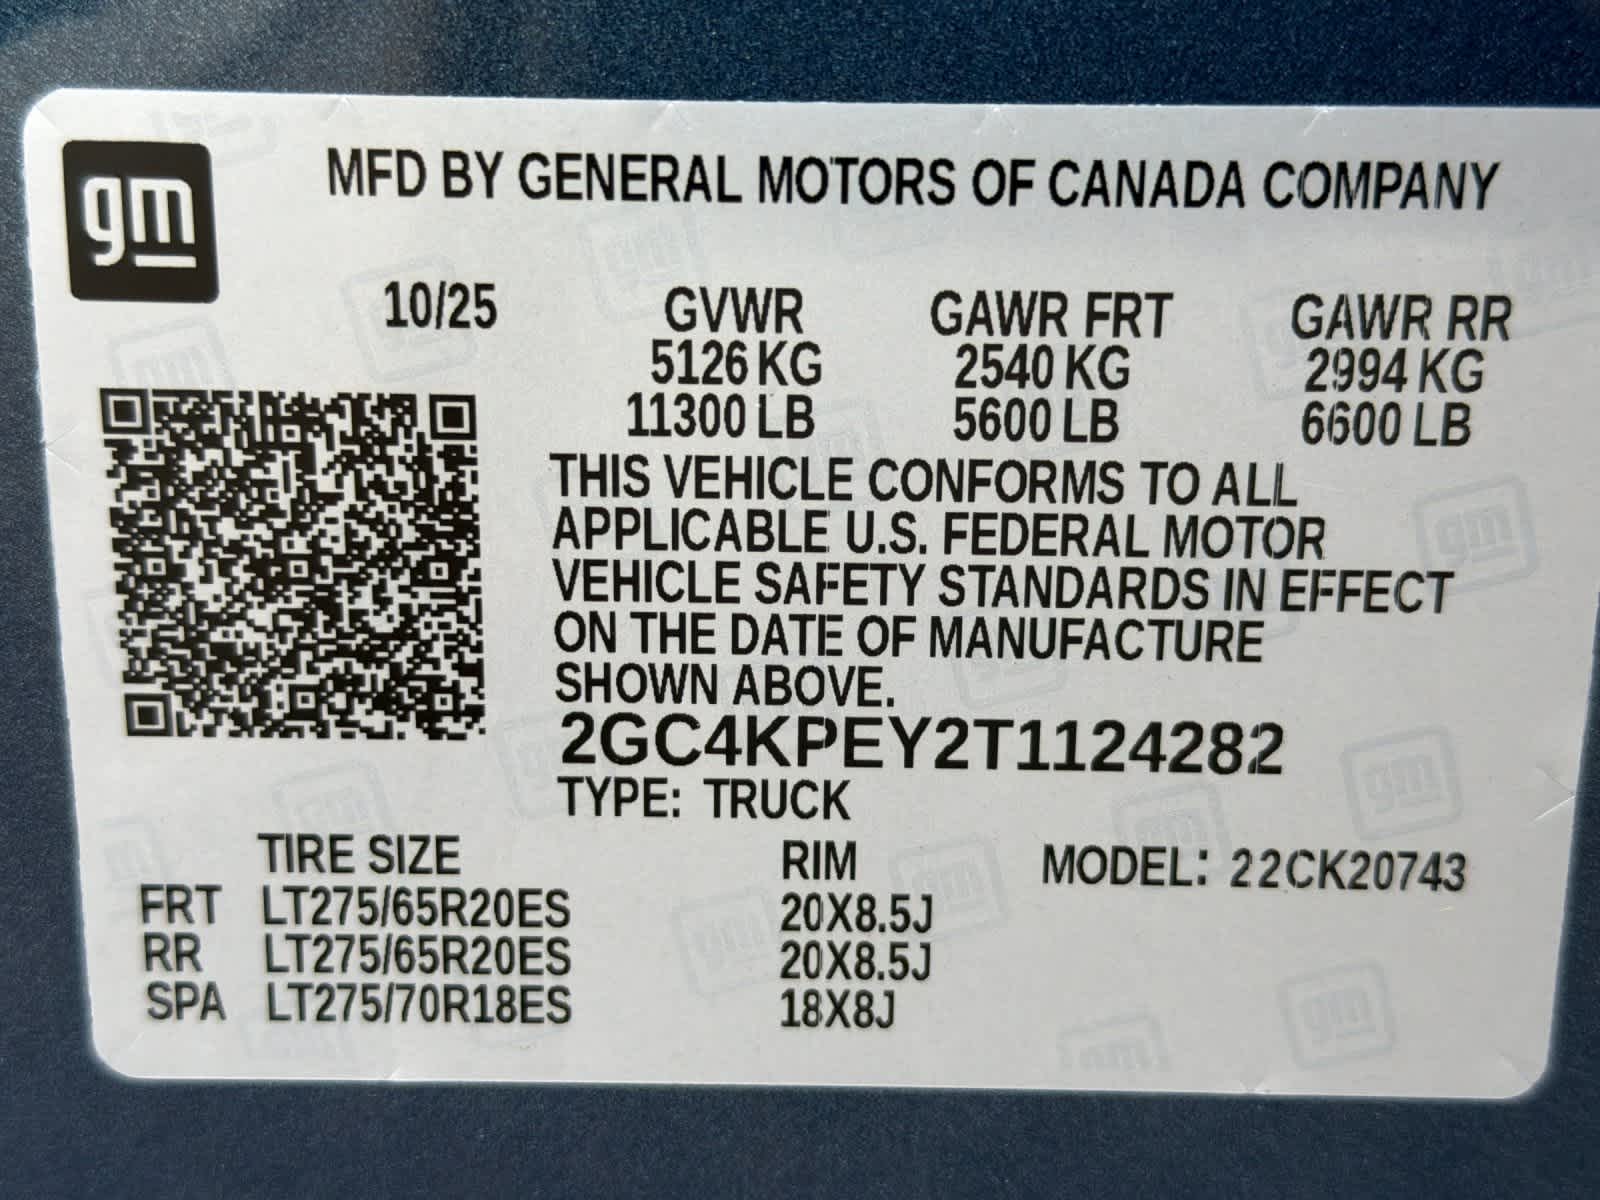 gm
MFD BY GENERAL MOTORS OF CANADA COMPANY
10/25 GVWR GAWR FRT GAWR RR
5126 KG 2540 KG 2994 KG
11300 LB 5600 LB 6600 LB
THIS VEHICLE CONFORMS TO ALL
APPLICABLE U.S. FEDERAL MOTOR
VEHICLE SAFETY STANDARDS IN EFFECT
ON THE DATE OF MANUFACTURE
SHOWN ABOVE.
2GC4KPEY2T1124282
TYPE: TRUCK
TIRE SIZE RIM MODEL: 22CK20743
FRT LT275/65R20ES 20X8.5J
RR LT275/65R20ES 20X8.5J
SPA LT275/70R18ES 18X8J